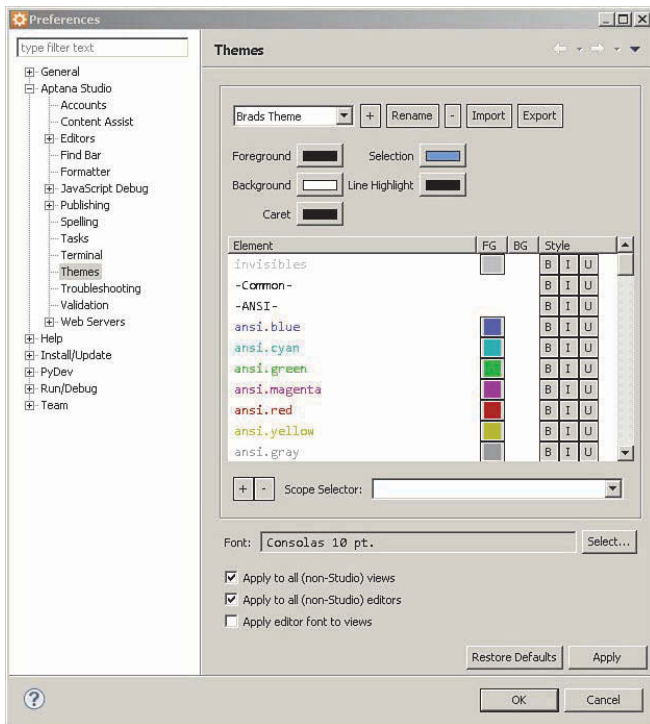 Preferences
type filter text
General
Aptana Studio
Accounts
Content Assist
Editors
Find Bar
Formatter
JavaScript Debug
Publishing
Spelling
Tasks
Terminal
Themes
Troubleshooting
Validation
Web Servers
Help
Install/Update
PyDev
Run/Debug
Team
Themes
Brads Theme + Rename - Import Export
Foreground Selection
Background Line Highlight
Caret
Element FG BG Style
invisibles B I U
-Common- B I U
-ANSI- B I U
ansi.blue B I U
ansi.cyan B I U
ansi.green B I U
ansi.magenta B I U
ansi.red B I U
ansi.yellow B I U
ansi.gray B I U
+ - Scope Selector:
Font: Consolas 10 pt. Select...
Apply to all (non-Studio) views
Apply to all (non-Studio) editors
Apply editor font to views
Restore Defaults Apply
? OK Cancel